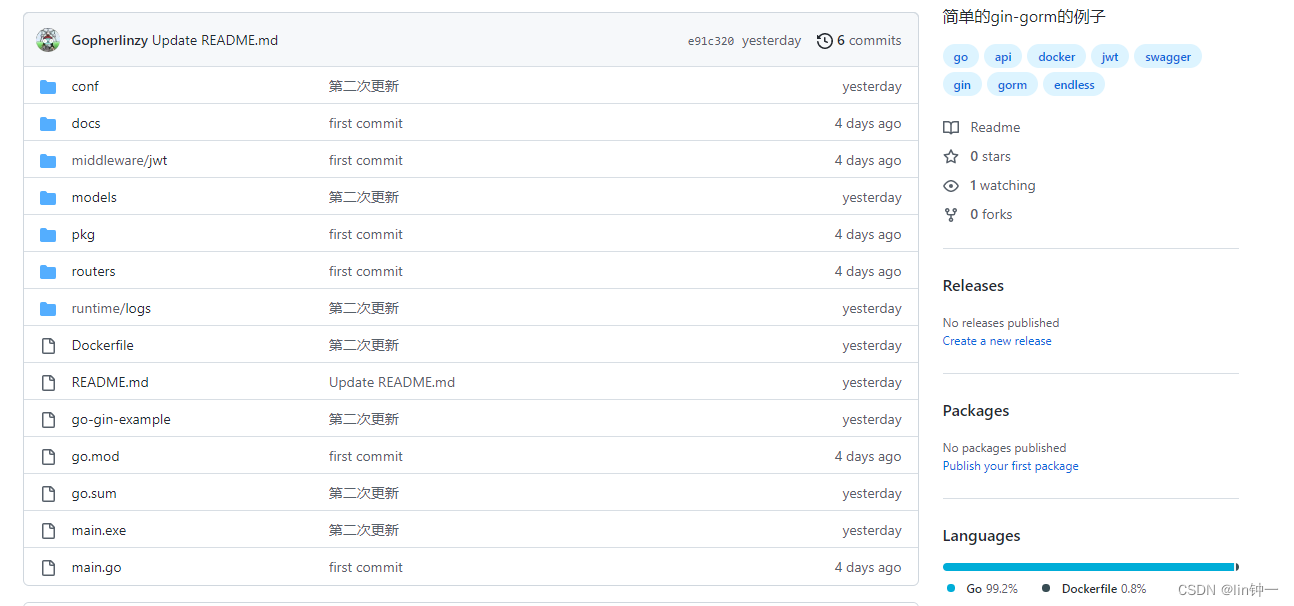 Gopherlinzy Update README.md e91c320 yesterday 6 commits
conf 第二次更新 yesterday
docs first commit 4 days ago
middleware/jwt first commit 4 days ago
models 第二次更新 yesterday
pkg first commit 4 days ago
routers first commit 4 days ago
runtime/logs 第二次更新 yesterday
Dockerfile 第二次更新 yesterday
README.md Update README.md yesterday
go-gin-example 第二次更新 yesterday
go.mod first commit 4 days ago
go.sum 第二次更新 yesterday
main.exe 第二次更新 yesterday
main.go first commit 4 days ago
简单的gin-gorm的例子
go api docker jwt swagger
gin gorm endless
Readme
0 stars
1 watching
0 forks
Releases
No releases published
Create a new release
Packages
No packages published
Publish your first package
Languages
Go 99.2% Dockerfile 0.8%
CSDN @lin钟一